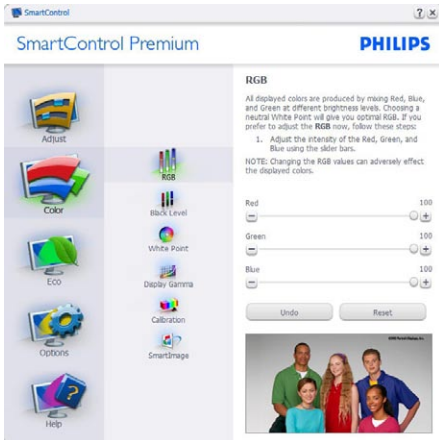 SmartControl
SmartControl Premium
PHILIPS
Adjust
Color
Eco
Options
Help
RGB
Black Level
White Point
Display Gamma
Calibration
SmartImage
RGB
All displayed colors are produced by mixing Red, Blue,
and Green at different brightness levels. Choosing a
neutral White Point will give you optimal RGB. If you
prefer to adjust the RGB now, follow these steps:
1. Adjust the intensity of the Red, Green, and
Blue using the slider bars.
NOTE: Changing the RGB values can adversely effect
the displayed colors.
Red 100
Green 100
Blue 100
Undo Reset